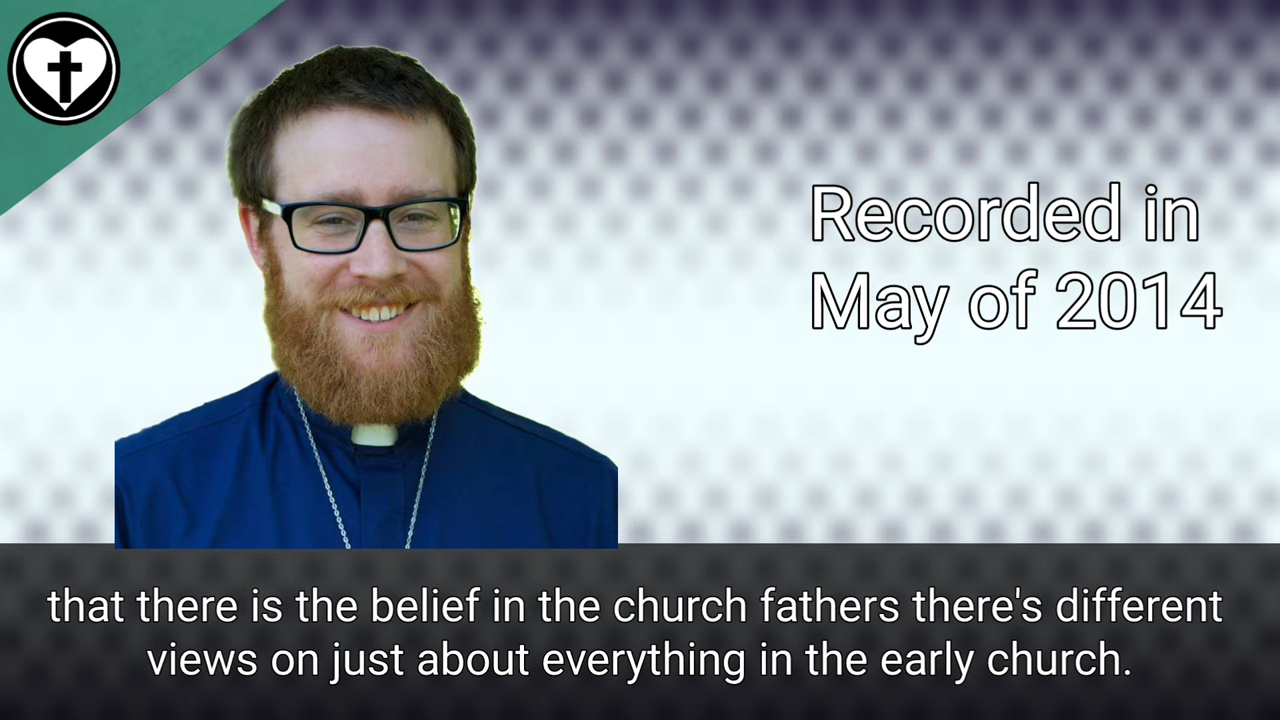 Recorded in
May of 2014
that there is the belief in the church fathers there's different
views on just about everything in the early church.